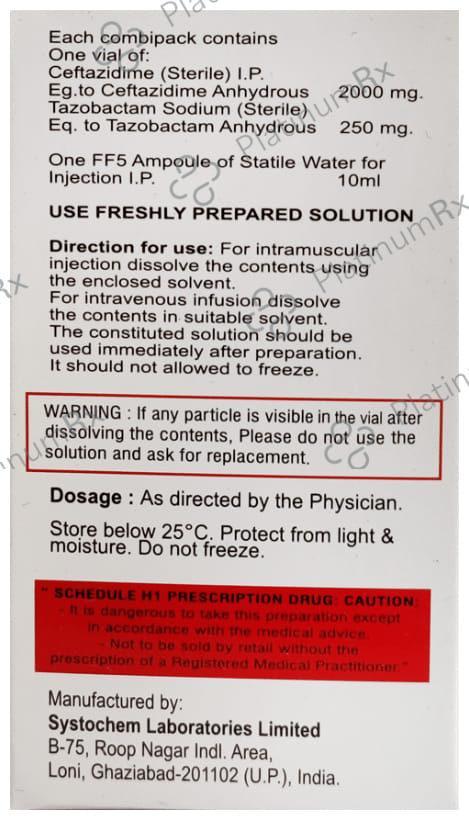 Each combipack contains
One vial of:
Ceftazidime (Sterile) I.P.
Eg.to Ceftazidime Anhydrous 2000 mg.
Tazobactam Sodium (Sterile)
Eq. to Tazobactam Anhydrous 250 mg.
One FF5 Ampoule of Statile Water for
Injection I.P. 10ml
USE FRESHLY PREPARED SOLUTION
Direction for use: For intramuscular
injection dissolve the contents using
the enclosed solvent.
For intravenous infusion dissolve
the contents in suitable solvent.
The constituted solution should be
used immediately after preparation.
It should not allowed to freeze.
WARNING : If any particle is visible in the vial after
dissolving the contents, Please do not use the
solution and ask for replacement.
Dosage : As directed by the Physician.
Store below 25°C. Protect from light &
moisture. Do not freeze.
" SCHEDULE H1 PRESCRIPTION DRUG: CAUTION:
- It is dangerous to take this preparation except
in accordance with the medical advice.
- Not to be sold by retail without the
prescription of a Registered Medical Practitioner."
Manufactured by:
Systochem Laboratories Limited
B-75, Roop Nagar Indl. Area,
Loni, Ghaziabad-201102 (U.P.), India.
PlatinumRx
PlatinumRx